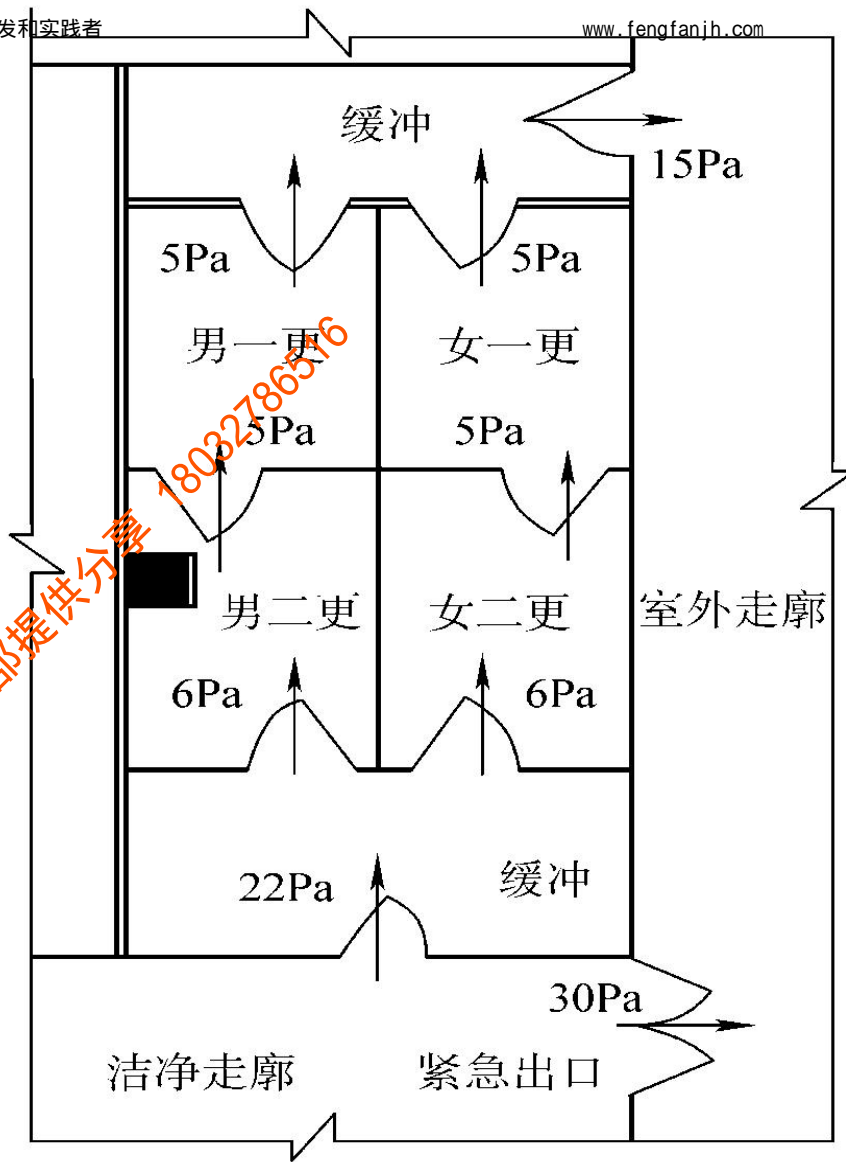 发和实践者 www.fengfanjh.com
缓冲
15Pa
5Pa 5Pa
男一更 女一更
5Pa 5Pa
18032786516
部提供分享
男二更 女二更 室外走廊
6Pa 6Pa
22Pa 缓冲
30Pa
洁净走廊 紧急出口